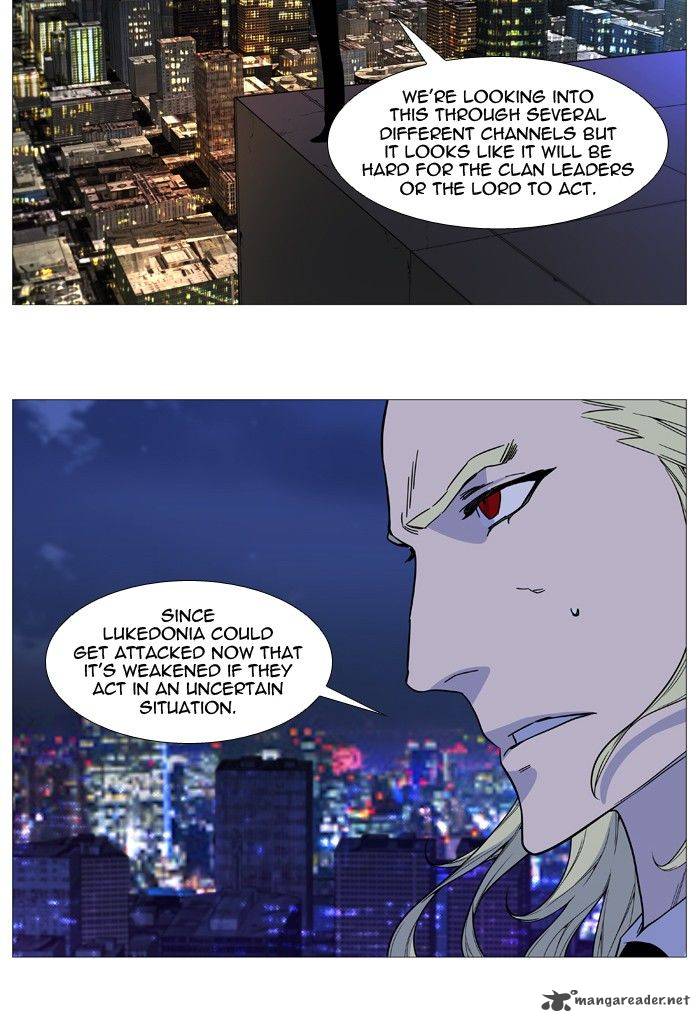 WE'RE LOOKING INTO
THIS THROUGH SEVERAL
DIFFERENT CHANNELS BUT
IT LOOKS LIKE IT WILL BE
HARD FOR THE CLAN LEADERS
OR THE LORD TO ACT.
SINCE
LUKEDONIA COULD
GET ATTACKED NOW THAT
IT'S WEAKENED IF THEY
ACT IN AN UNCERTAIN
SITUATION.
mangareader.net